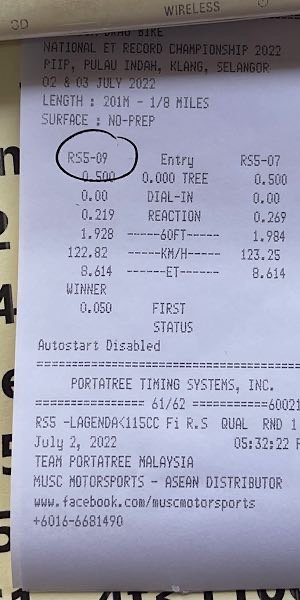 WIRELESS
DRAG BIKE
NATIONAL ET RECORD CHAMPIONSHIP 2022
PIIP, PULAU INDAH, KLANG, SELANGOR
02 & 03 JULY 2022
LENGTH : 201M - 1/8 MILES
SURFACE : NO-PREP
RS5-09 Entry RS5-07
0.500 0.000 TREE 0.500
0.00 DIAL-IN 0.00
0.219 REACTION 0.269
1.928 -----60FT----- 1.984
122.82 -----KM/H----- 123.25
8.614 ------ET------ 8.614
WINNER
0.050 FIRST
STATUS
Autostart Disabled
========================================
PORTATREE TIMING SYSTEMS, INC.
================ 61/62 ===========60021
RS5 -LAGENDA<115CC Fi R.S QUAL RND 1
July 2, 2022 05:32:22
TEAM PORTATREE MALAYSIA
MUSC MOTORSPORTS - ASEAN DISTRIBUTOR
www.facebook.com/muscmotorsports
+6016-6681490